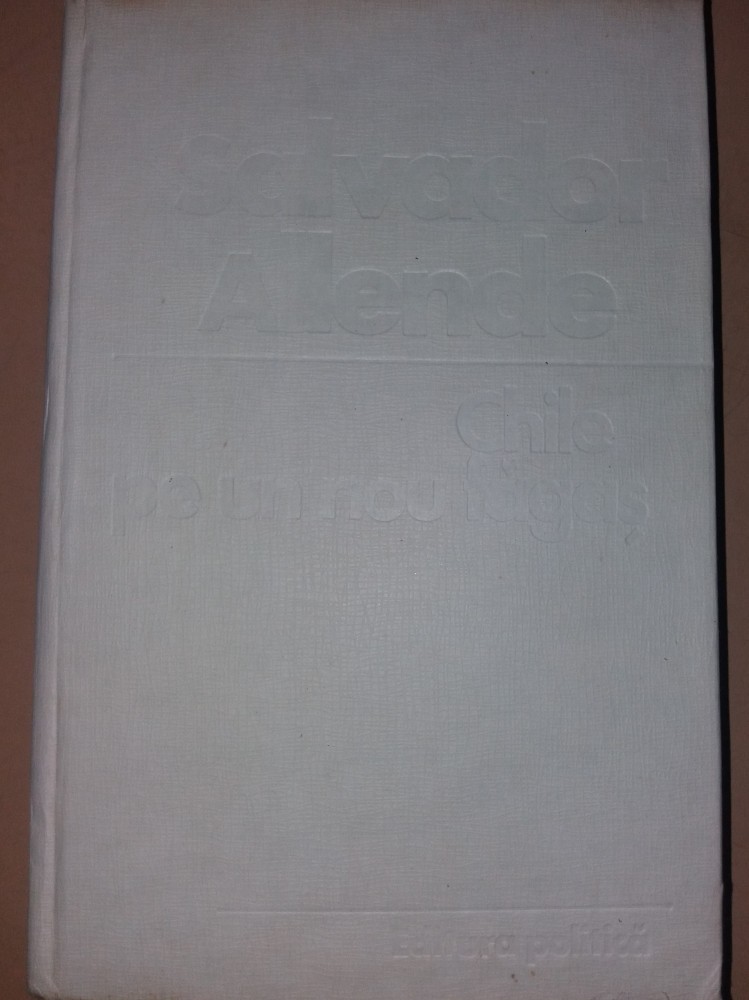 Salvador
Allende
Chile
pe un nou făgaș
Editura politică